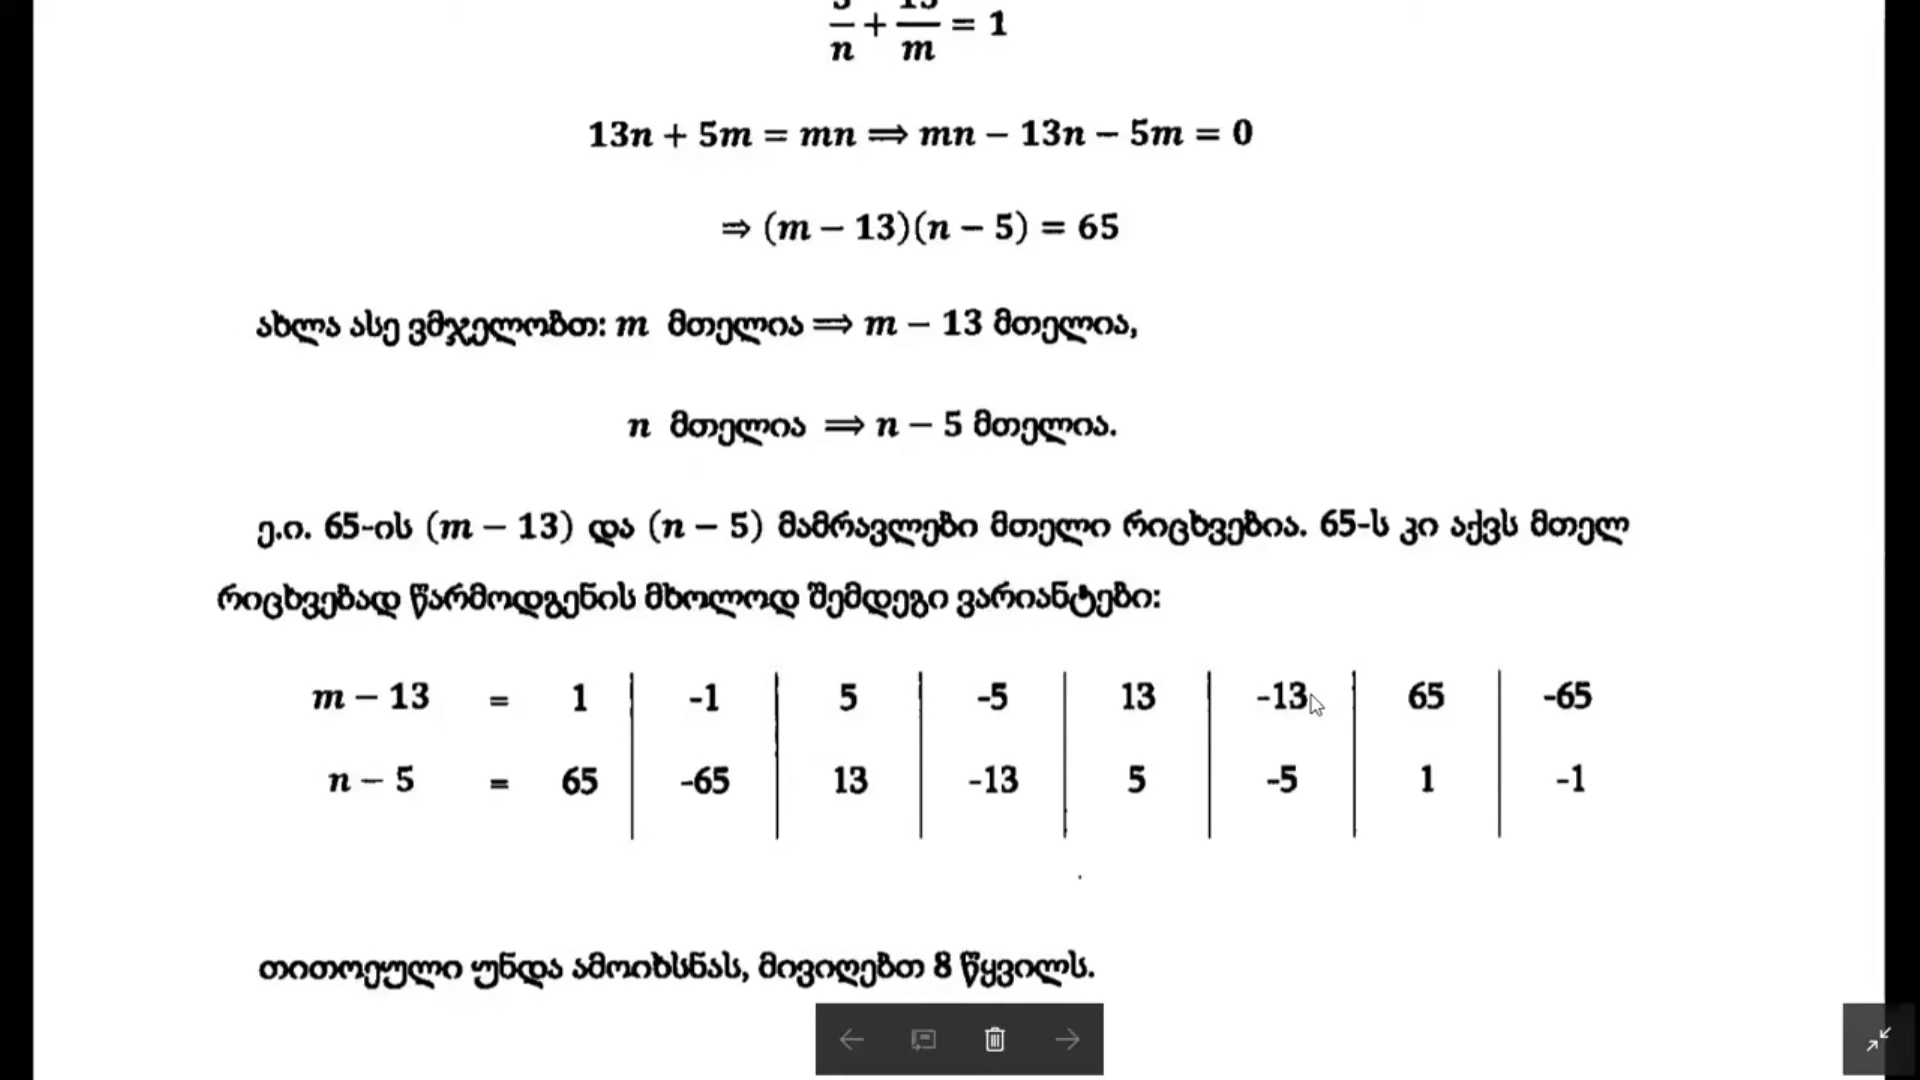 5/n + 13/m = 1
13n + 5m = mn ⟹ mn − 13n − 5m = 0
⇒ (m − 13)(n − 5) = 65
ახლა ასე ვმჯელობთ: m მთელია ⟹ m − 13 მთელია,
n მთელია ⟹ n − 5 მთელია.
ე.ი. 65-ის (m − 13) და (n − 5) მამრავლები მთელი რიცხვებია. 65-ს კი აქვს მთელ
რიცხვებად წარმოდგენის მხოლოდ შემდეგი ვარიანტები:
m − 13 = 1 | -1 | 5 | -5 | 13 | -13 | 65 | -65
n − 5 = 65 | -65 | 13 | -13 | 5 | -5 | 1 | -1
თითოეული უნდა ამოიხსნას, მივიღებთ 8 წყვილს.